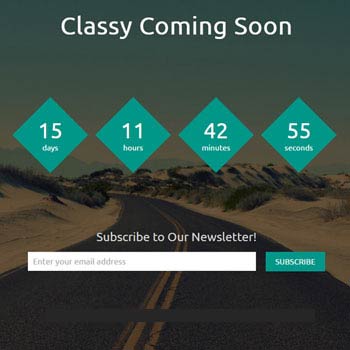 Classy Coming Soon
15 11 42 55
days hours minutes seconds
Subscribe to Our Newsletter!
Enter your email address SUBSCRIBE